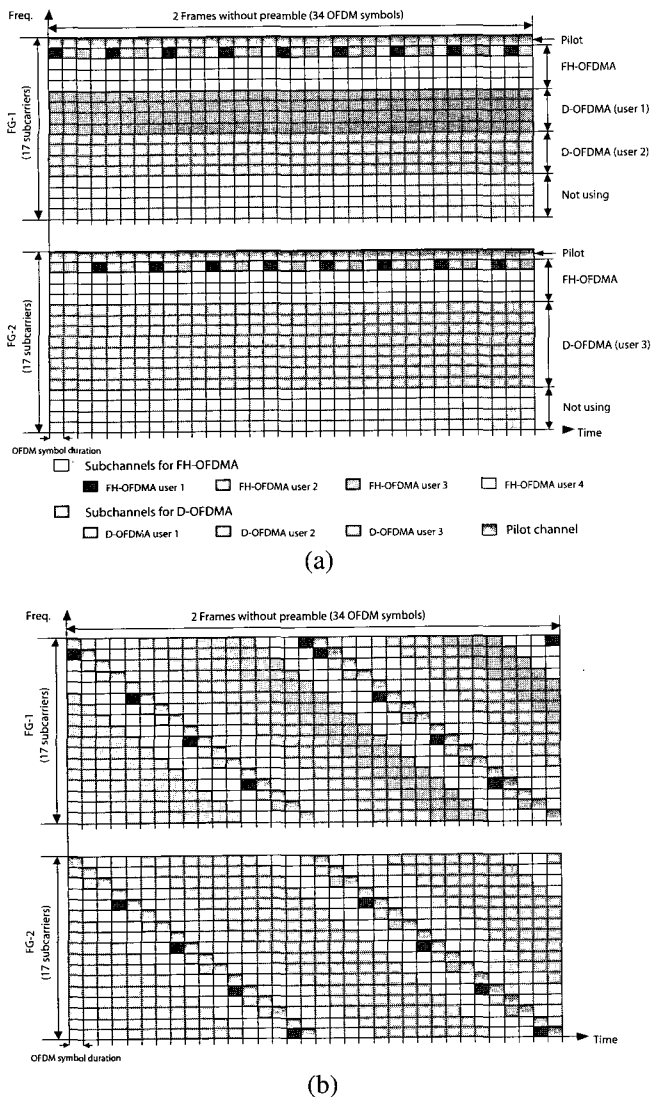 Freq.
2 Frames without preamble (34 OFDM symbols)
Pilot
FH-OFDMA
FG-1
(17 subcarriers)
D-OFDMA (user 1)
D-OFDMA (user 2)
Not using
Pilot
FH-OFDMA
FG-2
(17 subcarriers)
D-OFDMA (user 3)
Not using
Time
OFDM symbol duration
Subchannels for FH-OFDMA
FH-OFDMA user 1 FH-OFDMA user 2 FH-OFDMA user 3 FH-OFDMA user 4
Subchannels for D-OFDMA
D-OFDMA user 1 D-OFDMA user 2 D-OFDMA user 3 Pilot channel
(a)
Freq.
2 Frames without preamble (34 OFDM symbols)
FG-1
(17 subcarriers)
FG-2
(17 subcarriers)
Time
OFDM symbol duration
(b)